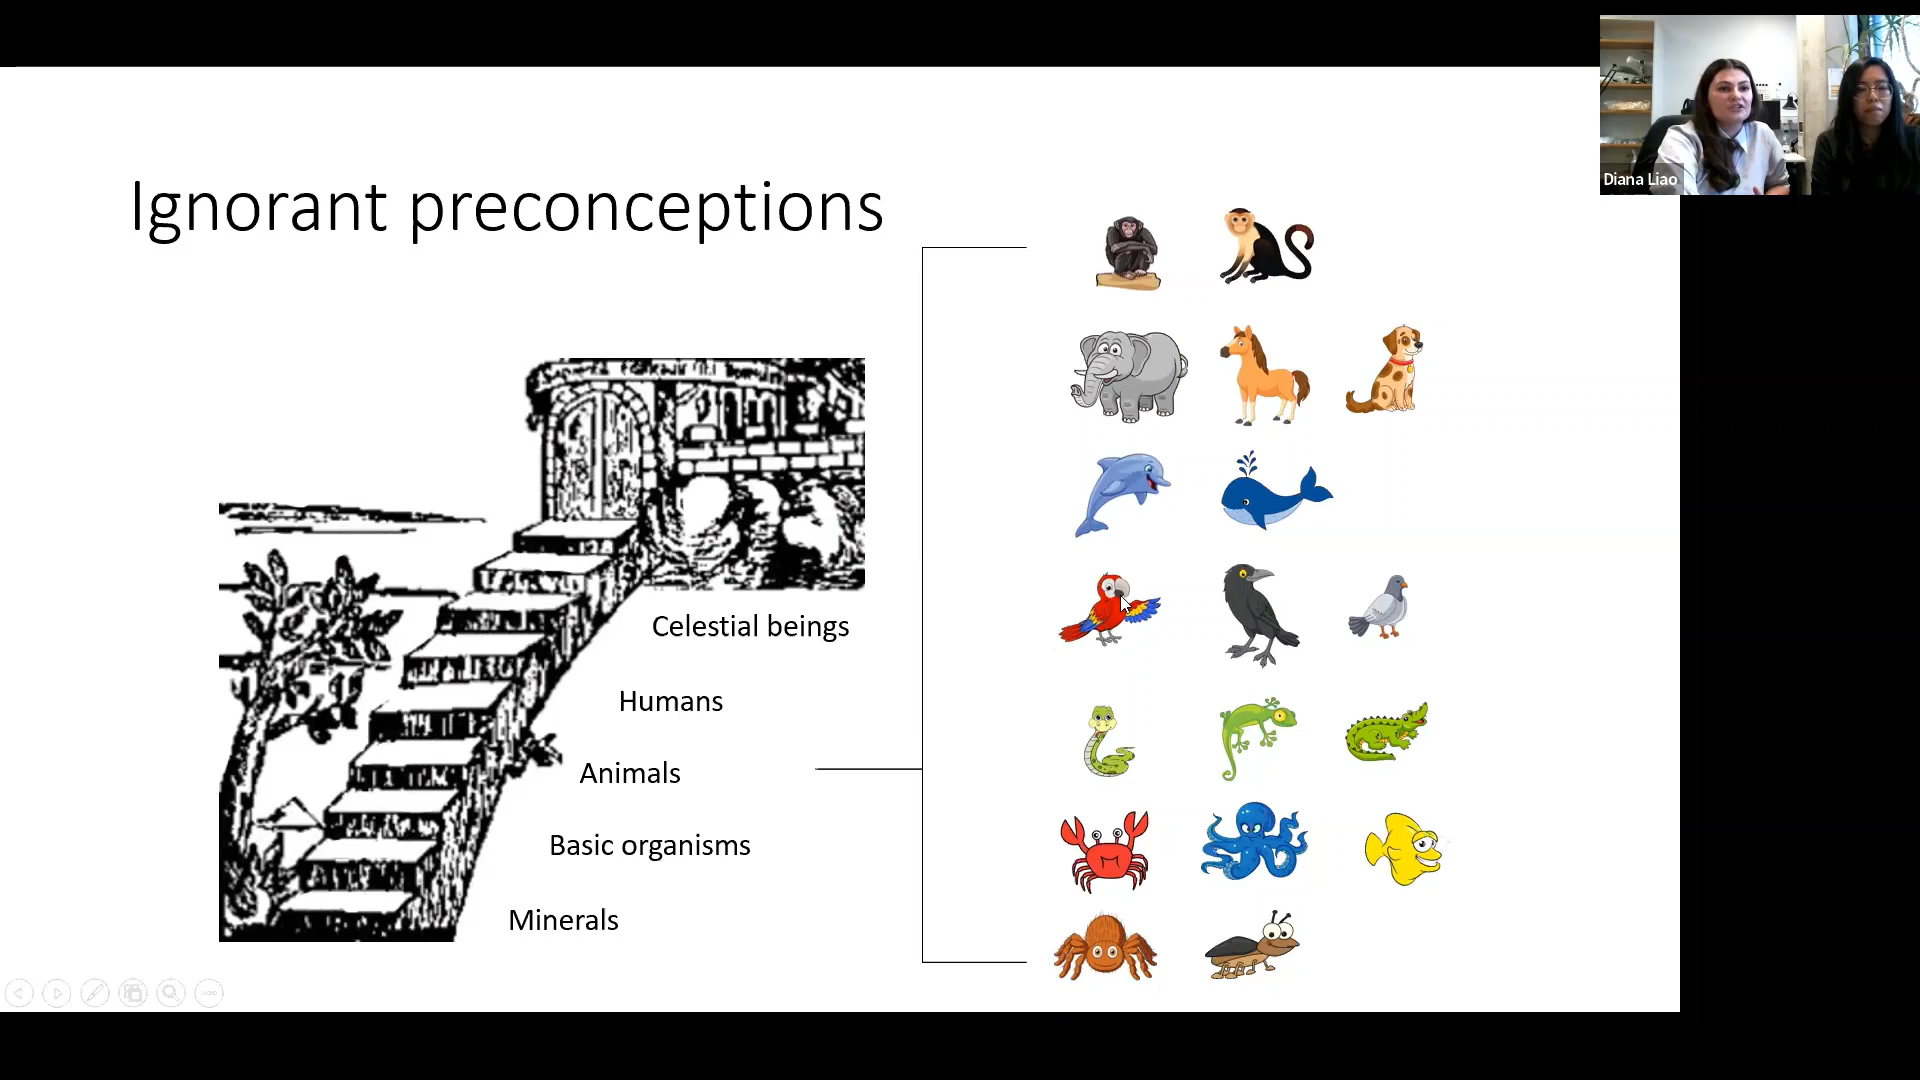 Ignorant preconceptions
Diana Liao
Celestial beings
Humans
Animals
Basic organisms
Minerals